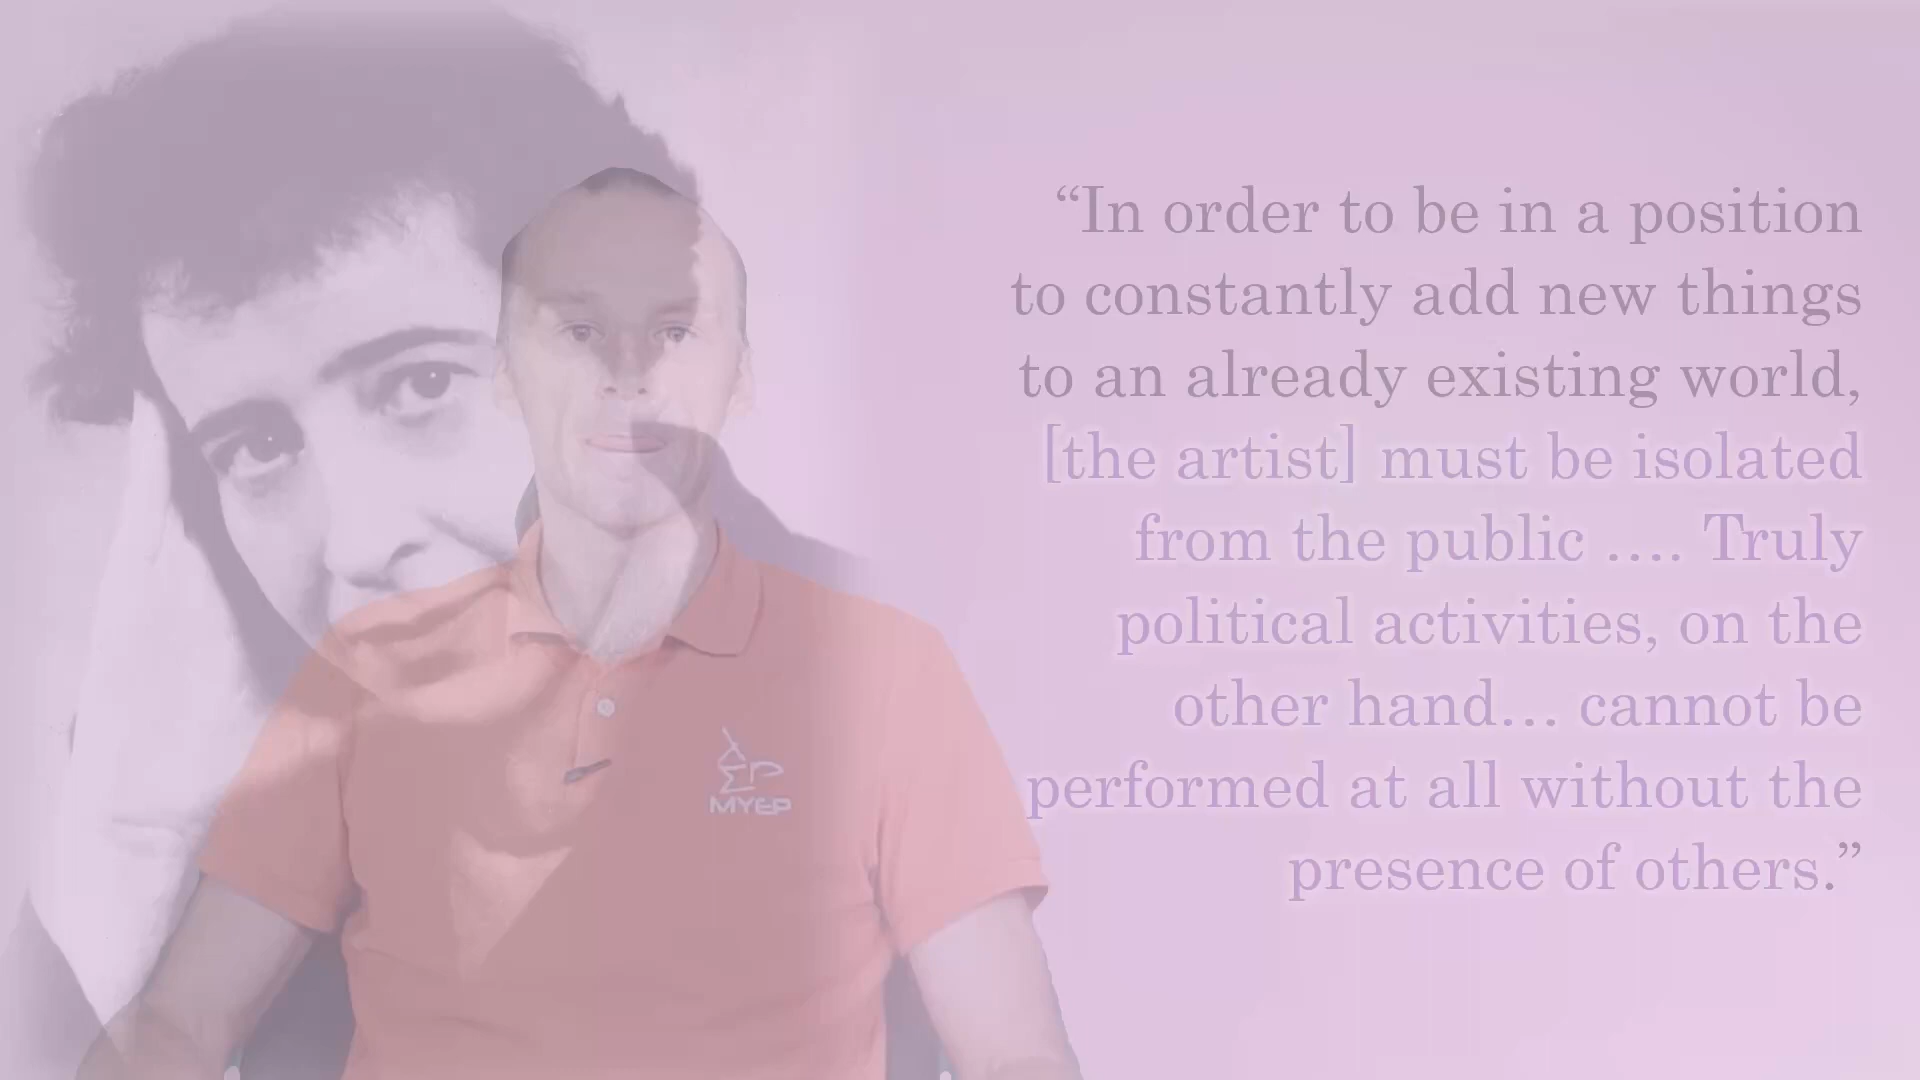 “In order to be in a position
to constantly add new things
to an already existing world,
[the artist] must be isolated
from the public .... Truly
political activities, on the
other hand... cannot be
performed at all without the
presence of others.”
MYEP